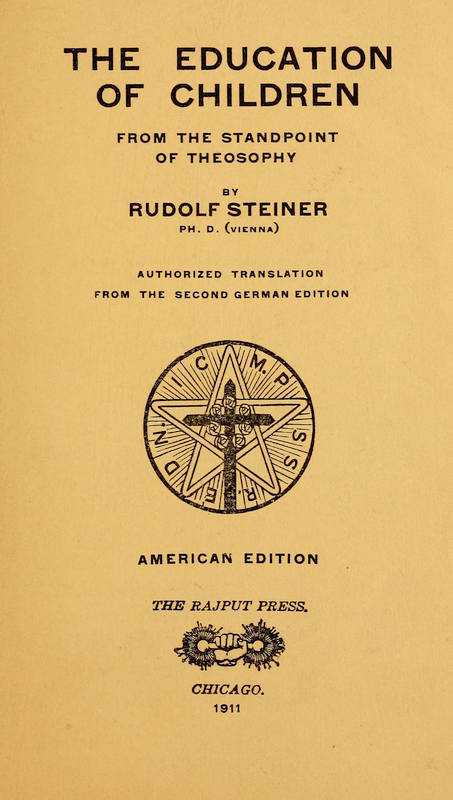 THE EDUCATION
OF CHILDREN
FROM THE STANDPOINT
OF THEOSOPHY
BY
RUDOLF STEINER
PH. D. (VIENNA)
AUTHORIZED TRANSLATION
FROM THE SECOND GERMAN EDITION
E. D. N. I C M. P S S R.
AMERICAN EDITION
THE RAJPUT PRESS.
CHICAGO.
1911